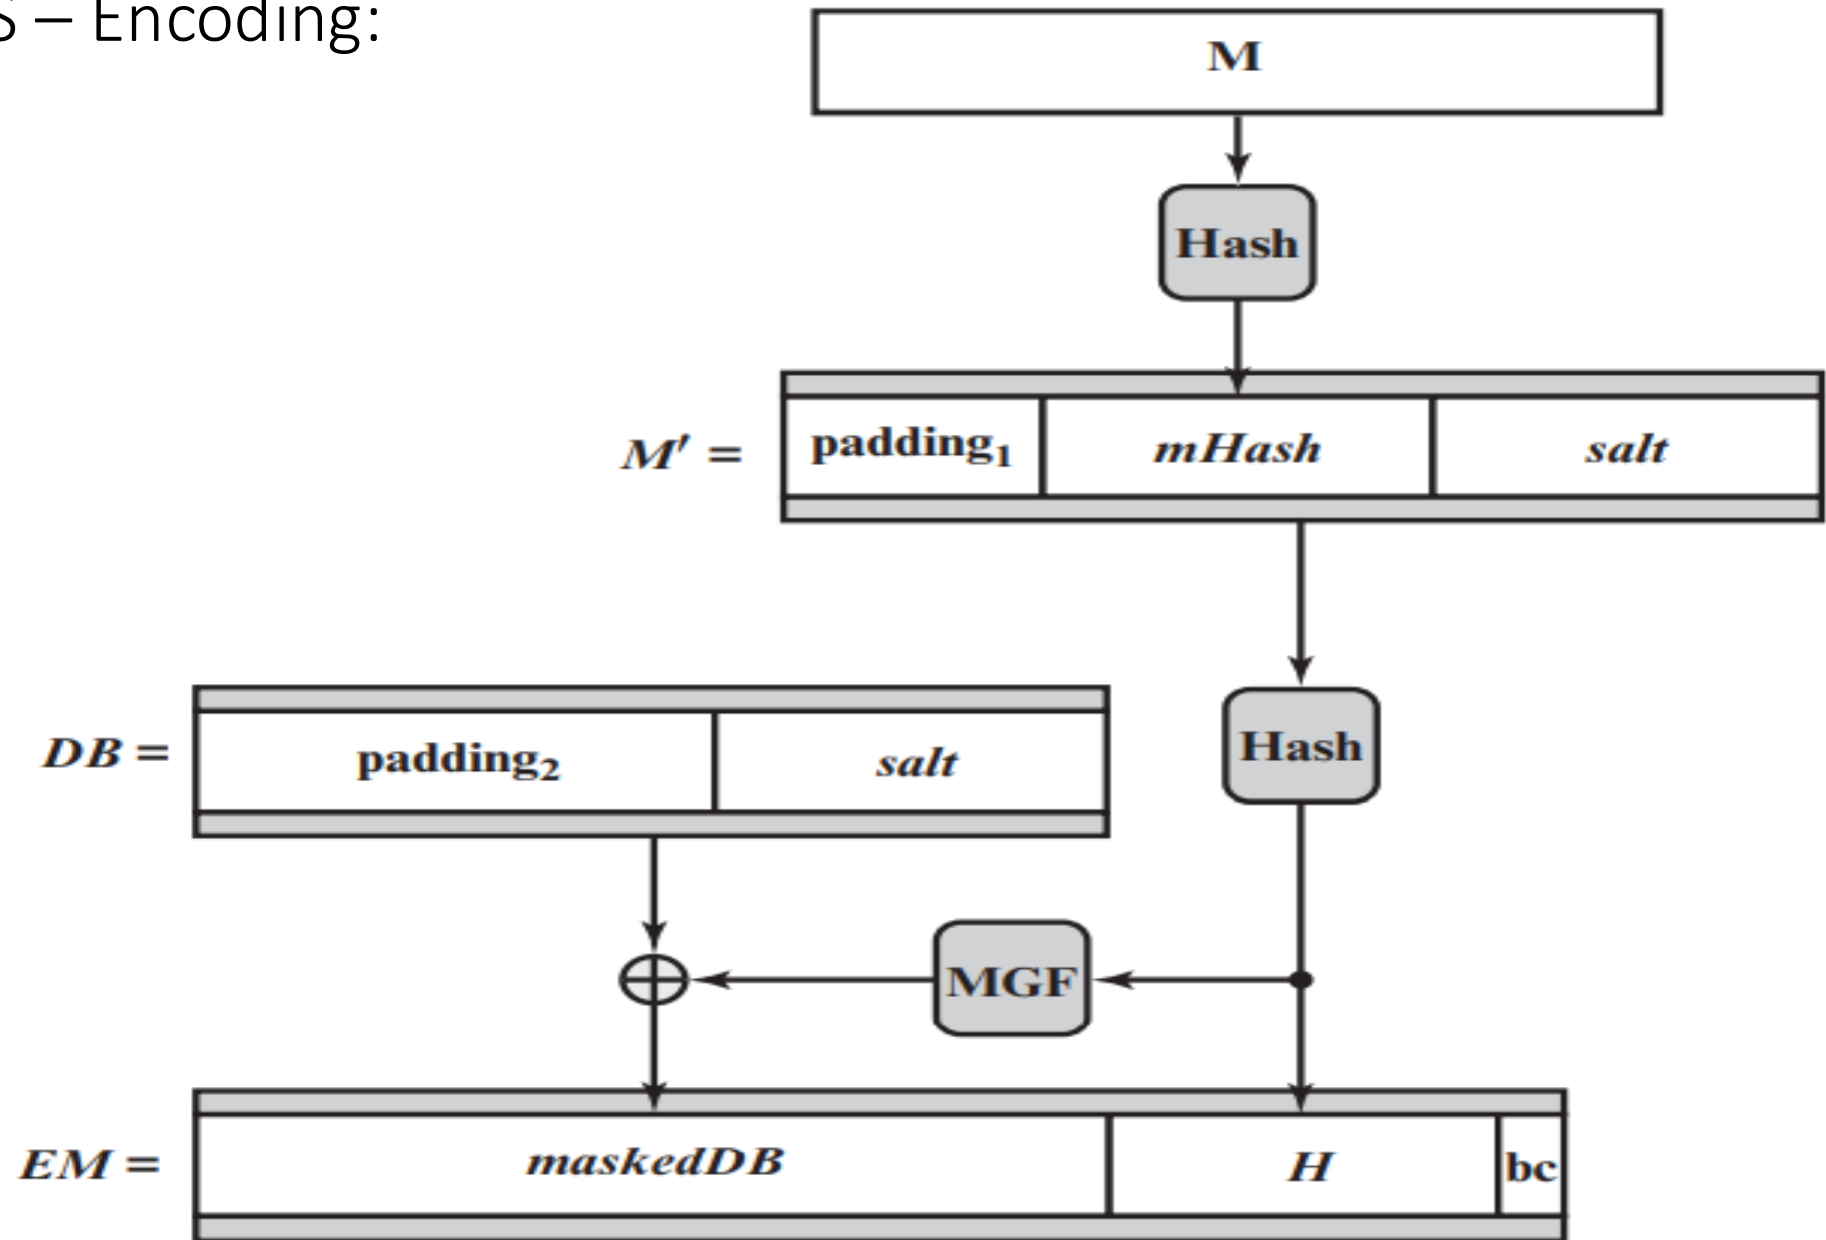 S – Encoding:
M
Hash
M′ = padding₁ mHash salt
DB = padding₂ salt
Hash
MGF
EM = maskedDB H bc